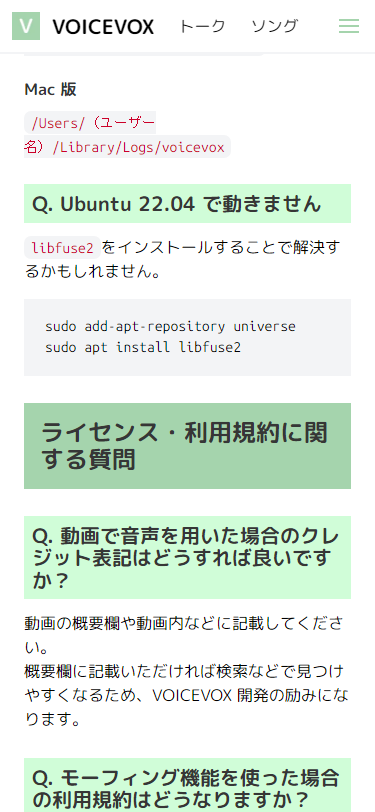 V VOICEVOX トーク ソング
Mac 版
/Users/（ユーザー
名）/Library/Logs/voicevox
Q. Ubuntu 22.04 で動きません
libfuse2をインストールすることで解決す
るかもしれません。
sudo add-apt-repository universe
sudo apt install libfuse2
ライセンス・利用規約に関
する質問
Q. 動画で音声を用いた場合のクレ
ジット表記はどうすれば良いです
か？
動画の概要欄や動画内などに記載してくださ
い。
概要欄に記載いただければ検索などで見つけ
やすくなるため、VOICEVOX 開発の励みにな
ります。
Q. モーフィング機能を使った場合
の利用規約はどうなりますか？